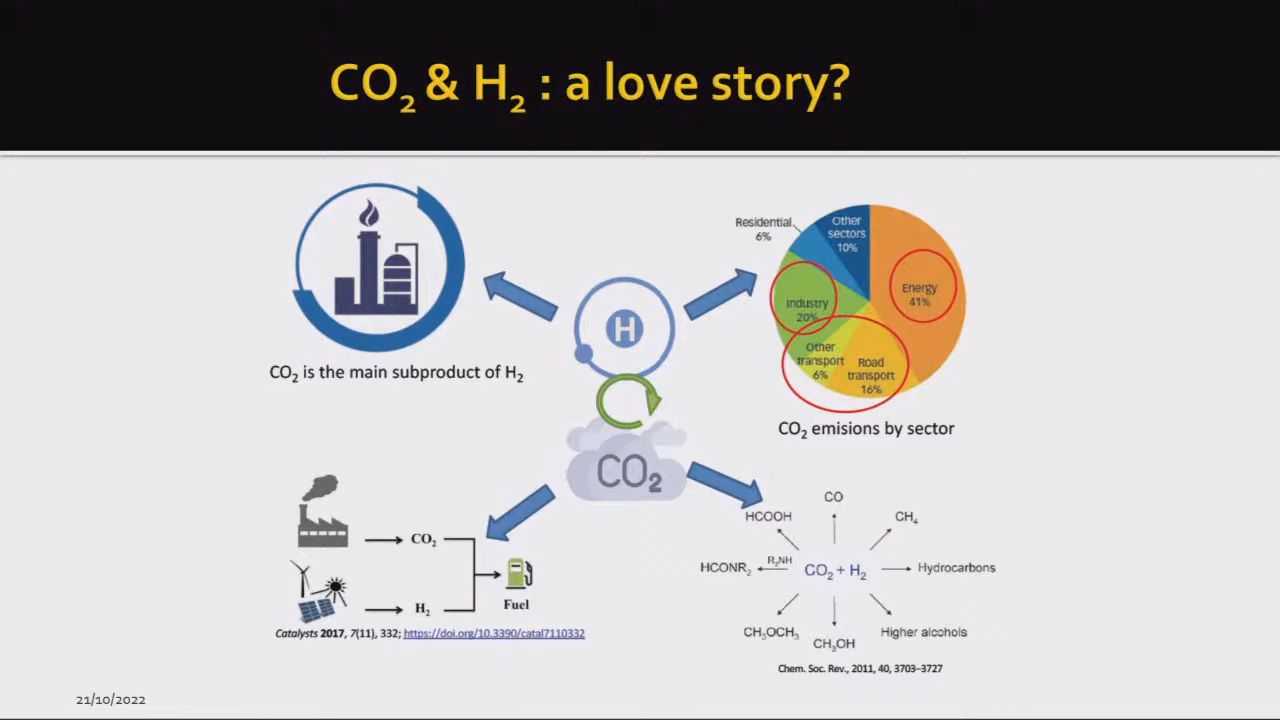 CO₂ & H₂ : a love story?
CO₂ is the main subproduct of H₂
H
CO₂
Residential
6%
Other
sectors
10%
Energy
41%
Industry
20%
Other
transport
6%
Road
transport
16%
CO₂ emisions by sector
CO₂
H₂
Fuel
Catalysts 2017, 7(11), 332; https://doi.org/10.3390/catal7110332
CO
HCOOH
CH₄
HCONR₂
R₂NH
CO₂ + H₂
Hydrocarbons
CH₃OCH₃
CH₃OH
Higher alcohols
Chem. Soc. Rev., 2011, 40, 3703–3727
21/10/2022